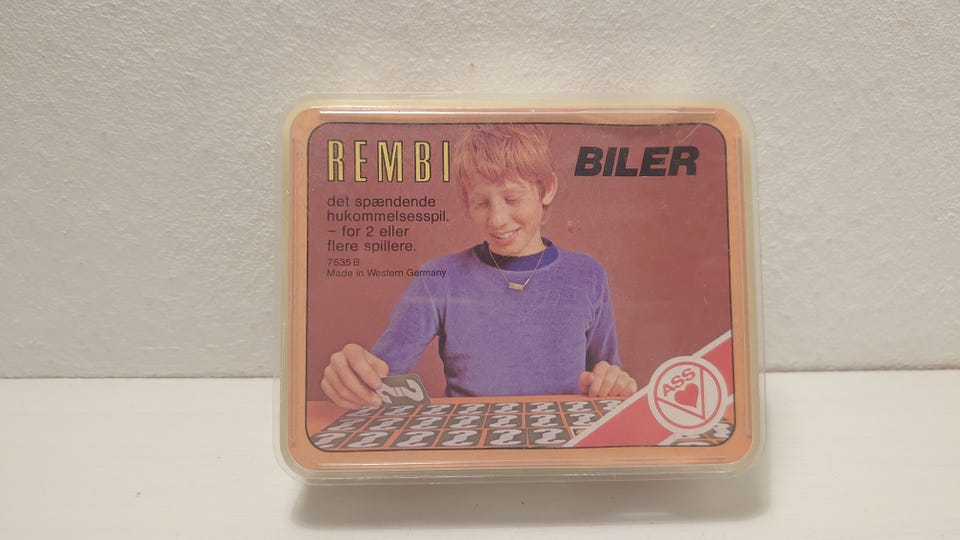 REMBI
BILER
det spændende
hukommelsesspil.
– for 2 eller
flere spillere.
7535 B
Made in Western Germany
ASS